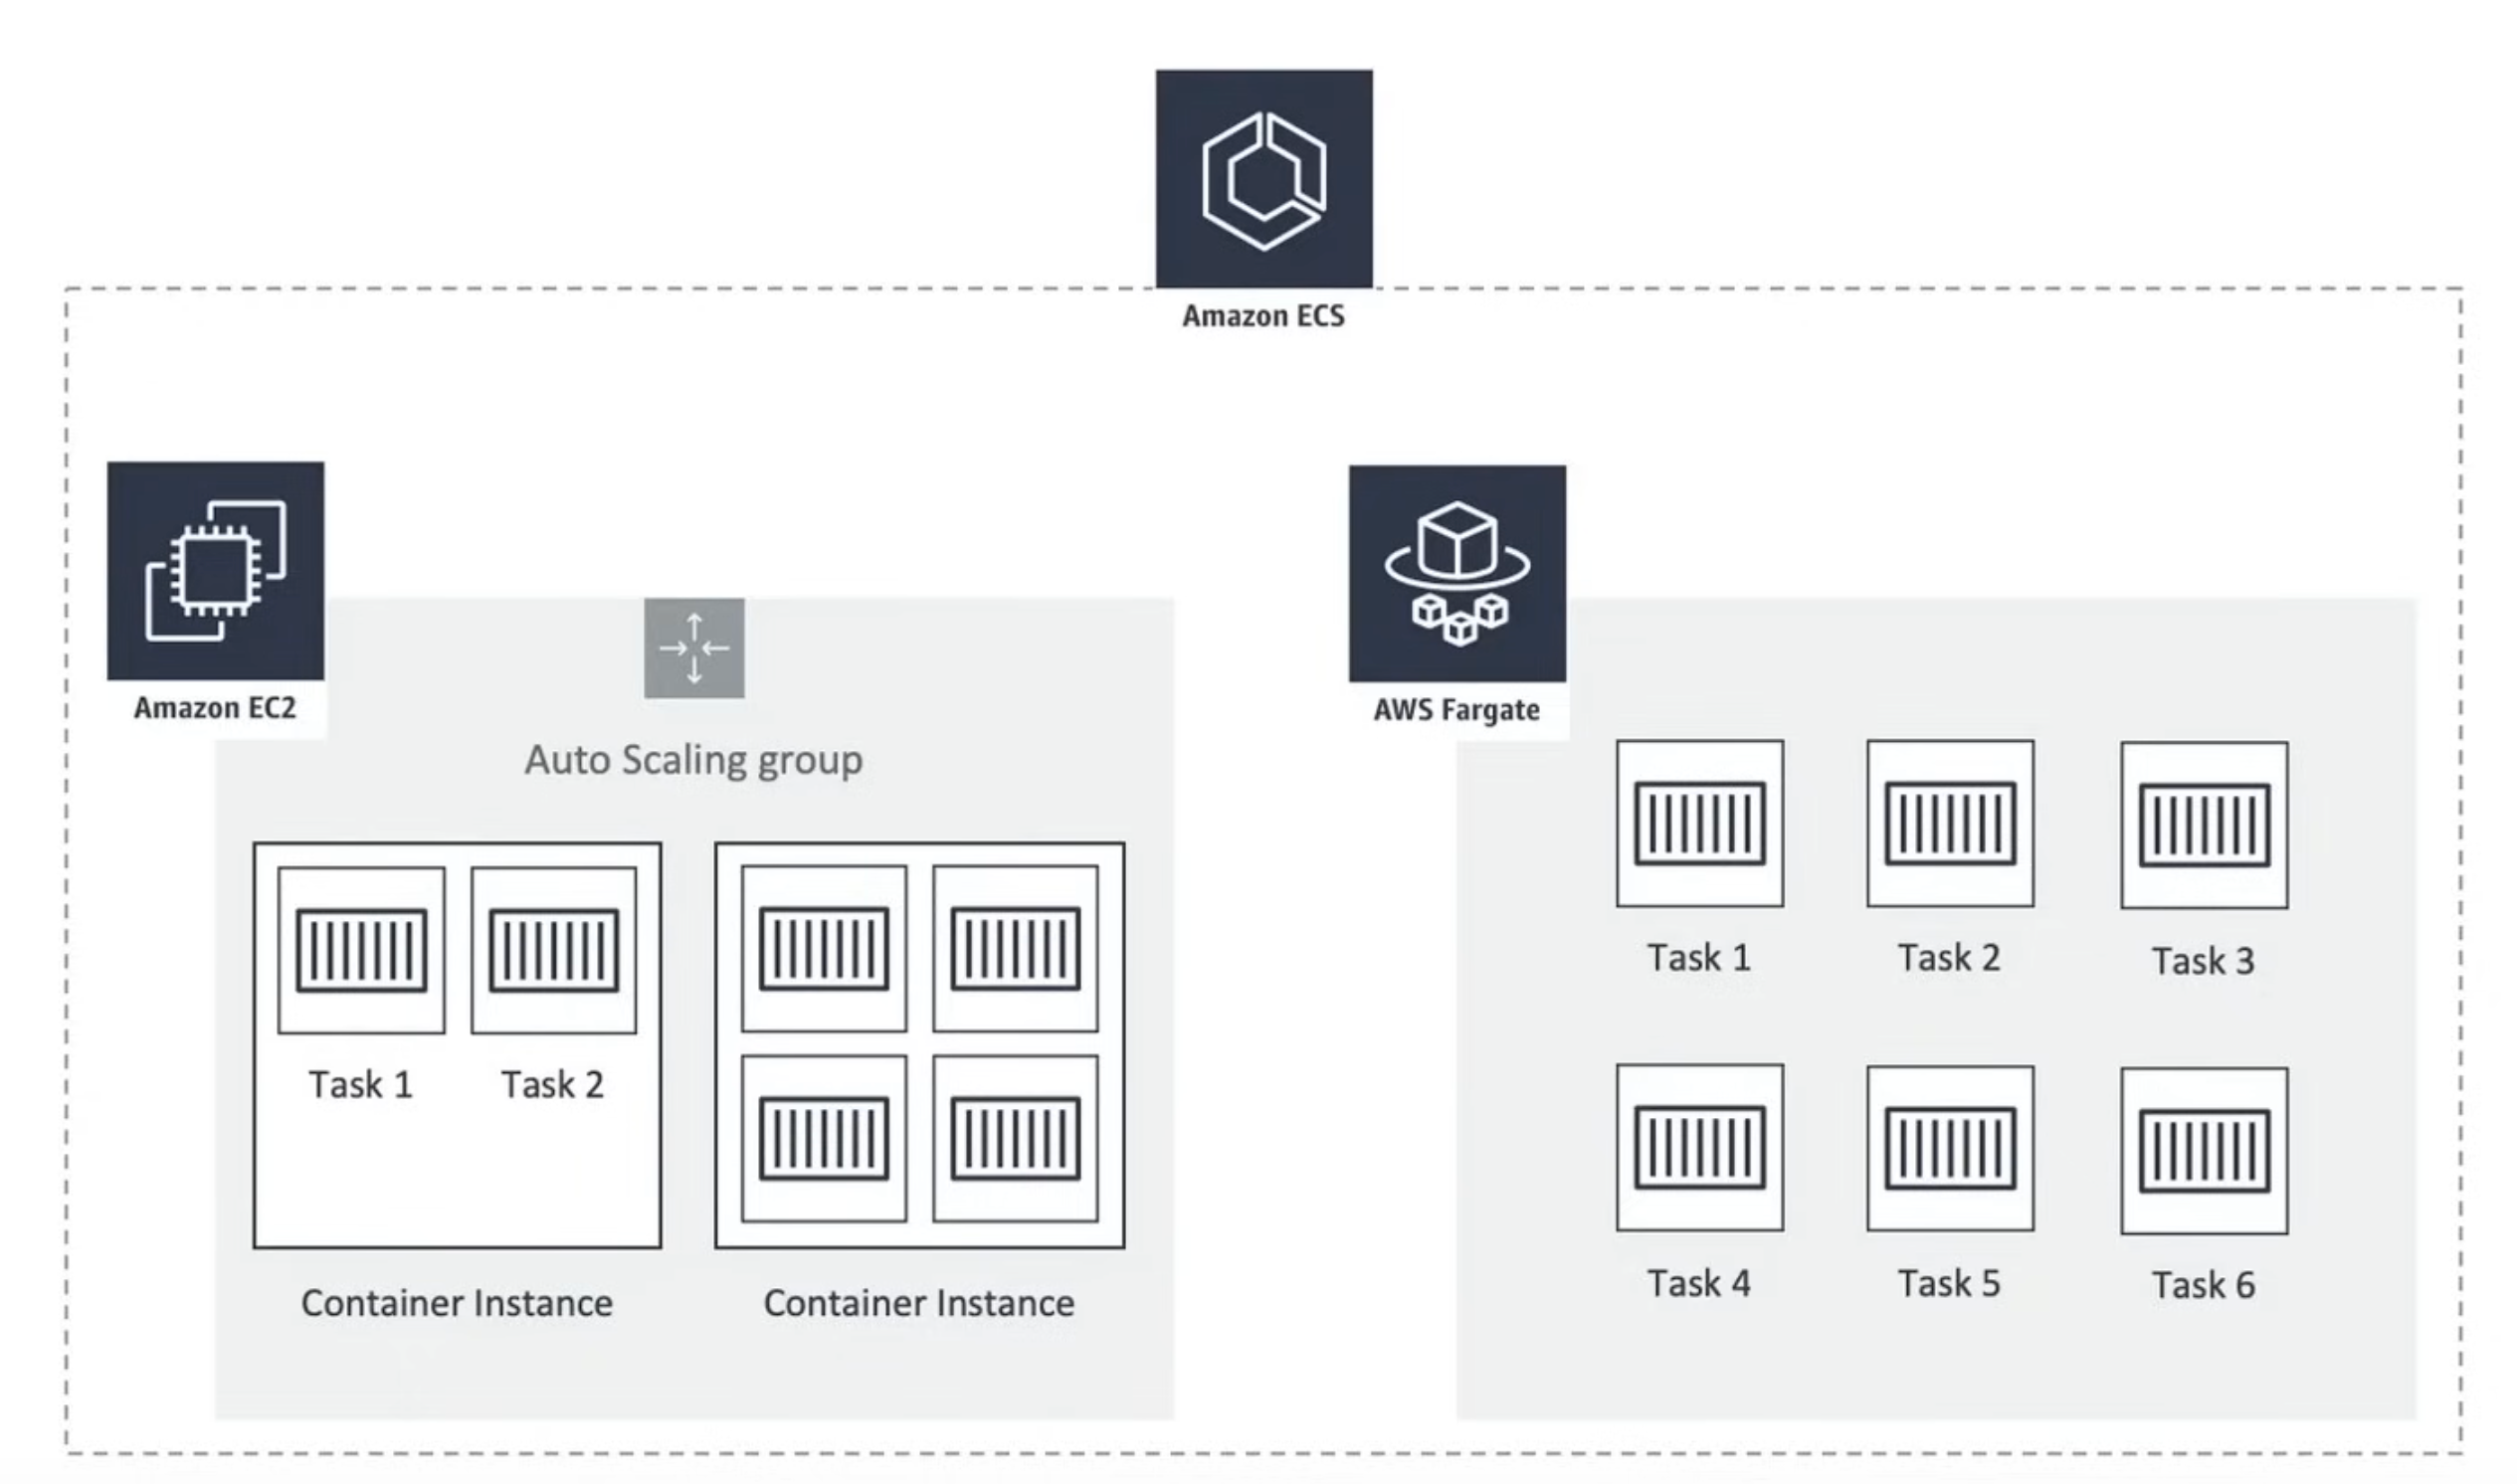 Amazon ECS
Amazon EC2
Auto Scaling group
Task 1
Task 2
Container Instance
Container Instance
AWS Fargate
Task 1
Task 2
Task 3
Task 4
Task 5
Task 6